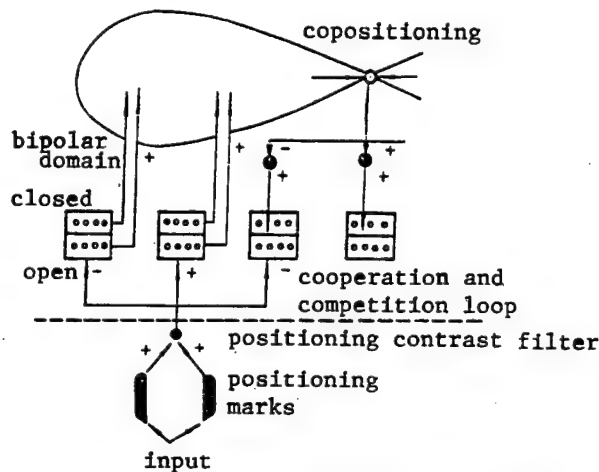 copositioning
bipolar
domain
+
+
-
+
+
+
closed
open
-
+
-
cooperation and
competition loop
positioning contrast filter
+
+
positioning
marks
input